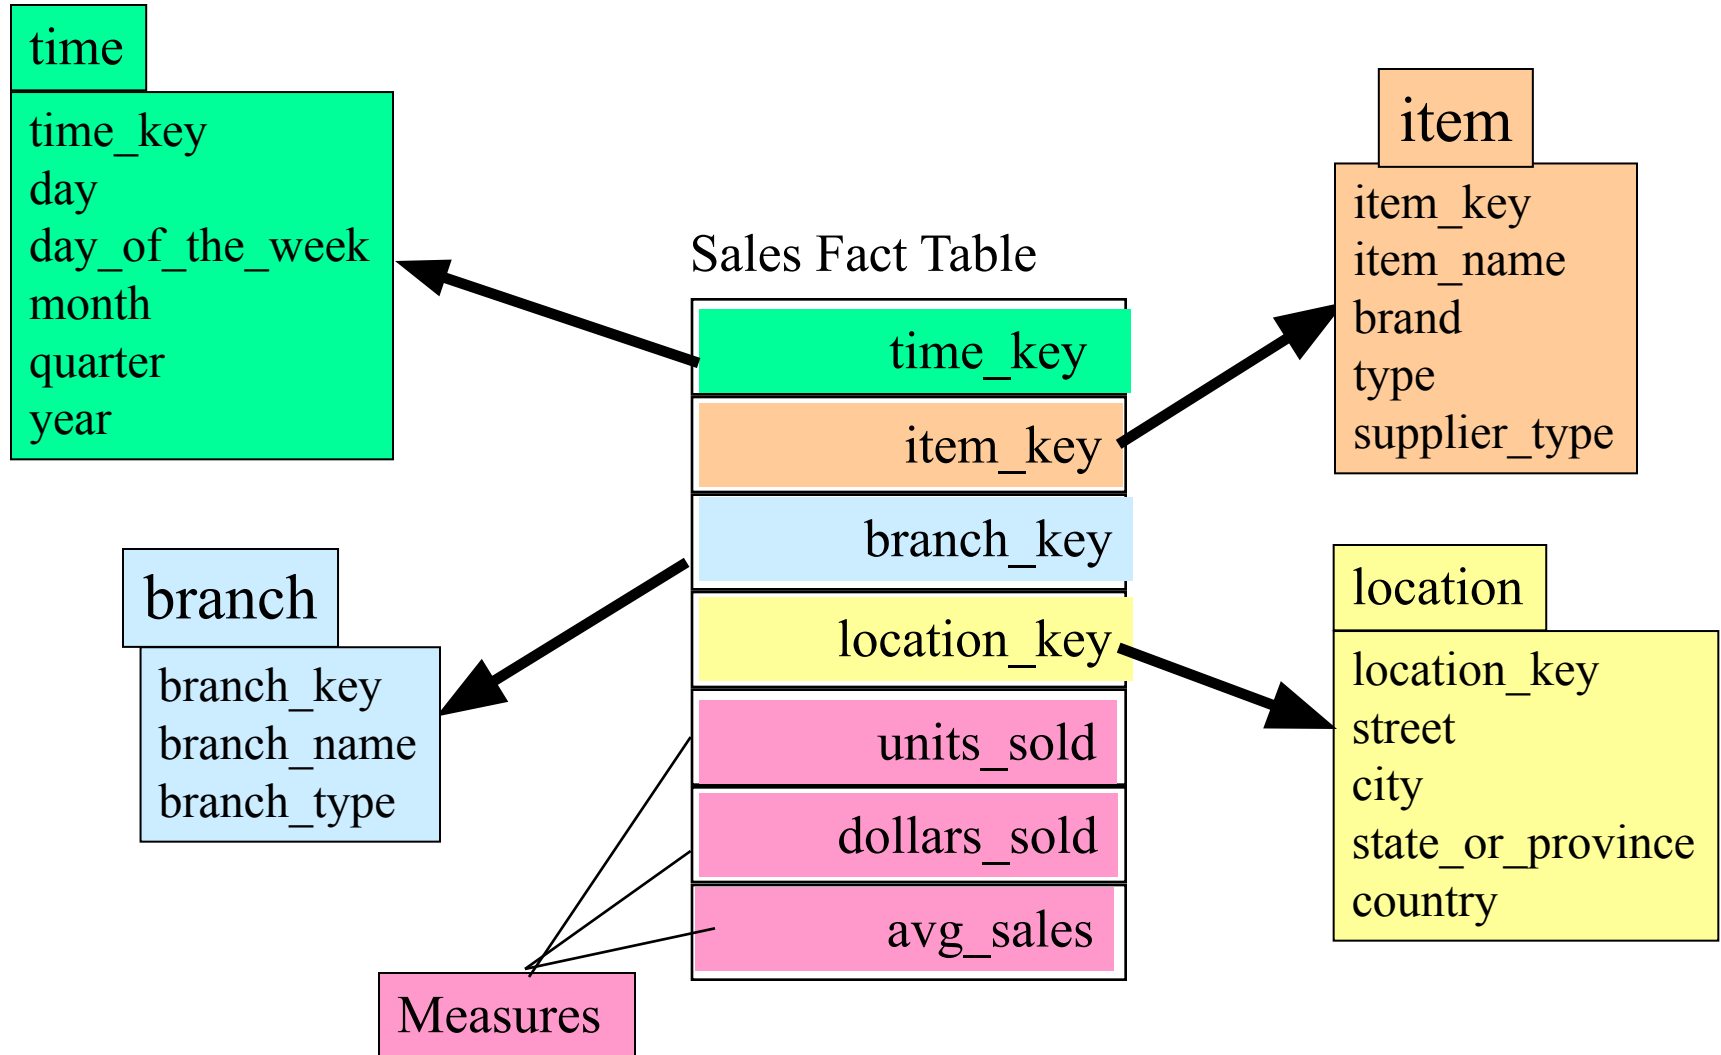 time
time_key
day
day_of_the_week
month
quarter
year
item
item_key
item_name
brand
type
supplier_type
Sales Fact Table
time_key
item_key
branch_key
location_key
units_sold
dollars_sold
avg_sales
branch
branch_key
branch_name
branch_type
location
location_key
street
city
state_or_province
country
Measures